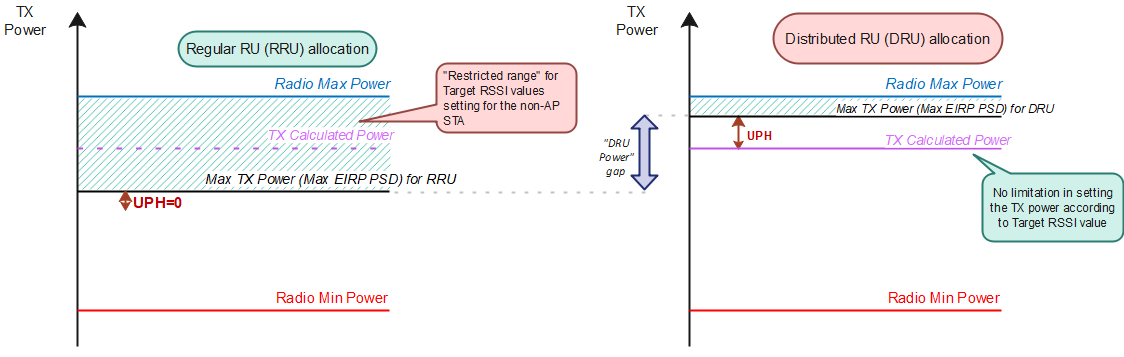 TX
Power
Regular RU (RRU) allocation
Radio Max Power
"Restricted range" for
Target RSSI values
setting for the non-AP
STA
TX Calculated Power
Max TX Power (Max EIRP PSD) for RRU
UPH=0
Radio Min Power
"DRU
Power"
gap
TX
Power
Distributed RU (DRU) allocation
Radio Max Power
Max TX Power (Max EIRP PSD) for DRU
UPH
TX Calculated Power
No limitation in setting
the TX power according
to Target RSSI value
Radio Min Power